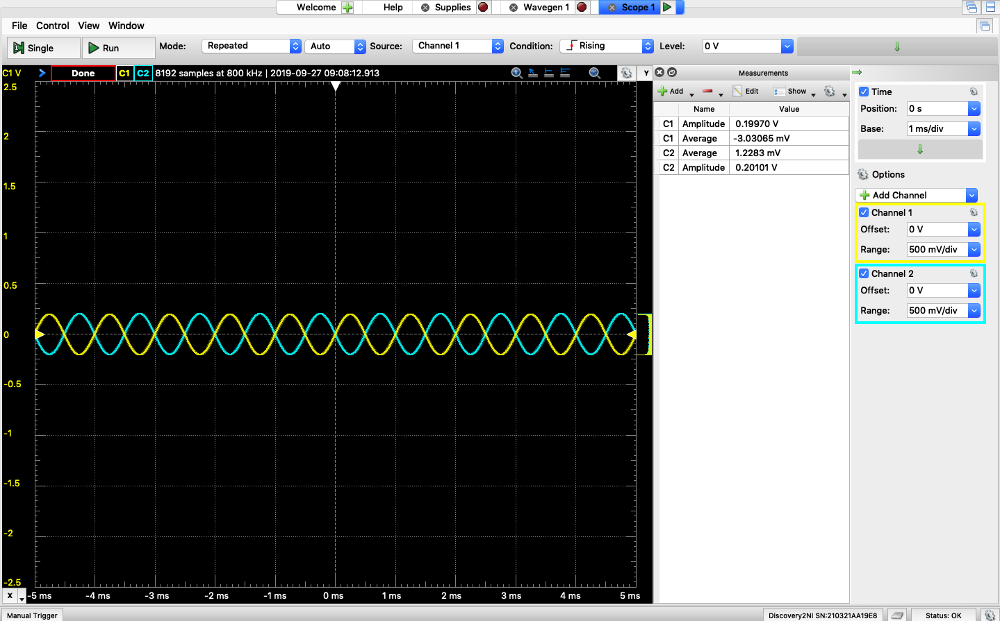 Welcome Help Supplies Wavegen 1 Scope 1
File Control View Window
Single Run Mode: Repeated Auto Source: Channel 1 Condition: Rising Level: 0 V
C1 V Done C1 C2 8192 samples at 800 kHz | 2019-09-27 09:08:12.913 Y
2.5
2
1.5
1
0.5
0
-0.5
-1
-1.5
-2
-2.5
X -5 ms -4 ms -3 ms -2 ms -1 ms 0 ms 1 ms 2 ms 3 ms 4 ms 5 ms
Measurements
Add Edit Show
Name Value
C1 Amplitude 0.19970 V
C1 Average -3.03065 mV
C2 Average 1.2283 mV
C2 Amplitude 0.20101 V
Time
Position: 0 s
Base: 1 ms/div
Options
Add Channel
Channel 1
Offset: 0 V
Range: 500 mV/div
Channel 2
Offset: 0 V
Range: 500 mV/div
Manual Trigger Discovery2NI SN:210321AA19E8 Status: OK